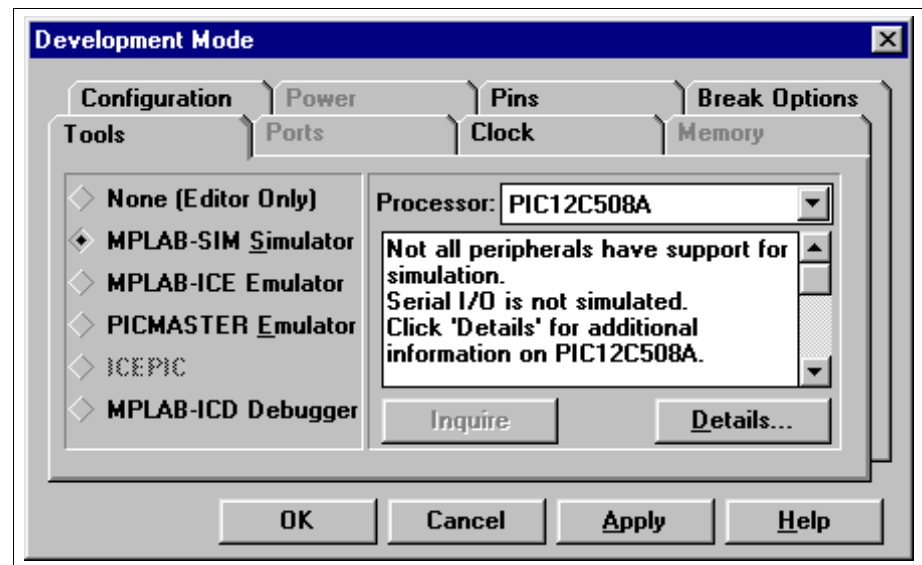 Development Mode
Configuration Power Pins Break Options
Tools Ports Clock Memory
None (Editor Only)
MPLAB-SIM Simulator
MPLAB-ICE Emulator
PICMASTER Emulator
ICEPIC
MPLAB-ICD Debugger
Processor: PIC12C508A
Not all peripherals have support for
simulation.
Serial I/O is not simulated.
Click 'Details' for additional
information on PIC12C508A.
Inquire Details...
OK Cancel Apply Help